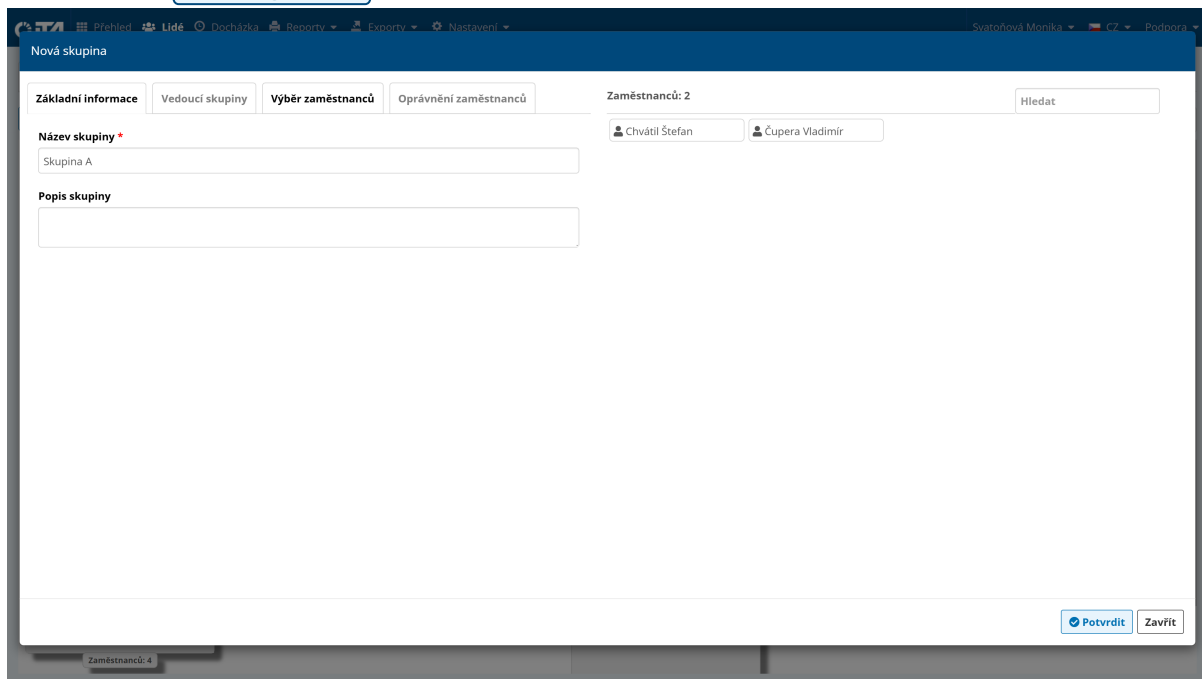 Přehled Lidé Docházka Reporty Exporty Nastavení Svatoňová Monika CZ Podpora
Nová skupina
Základní informace Vedoucí skupiny Výběr zaměstnanců Oprávnění zaměstnanců
Zaměstnanců: 2
Hledat
Chvátil Štefan Čupera Vladimír
Název skupiny *
Skupina A
Popis skupiny
Potvrdit Zavřít
Zaměstnanců: 4